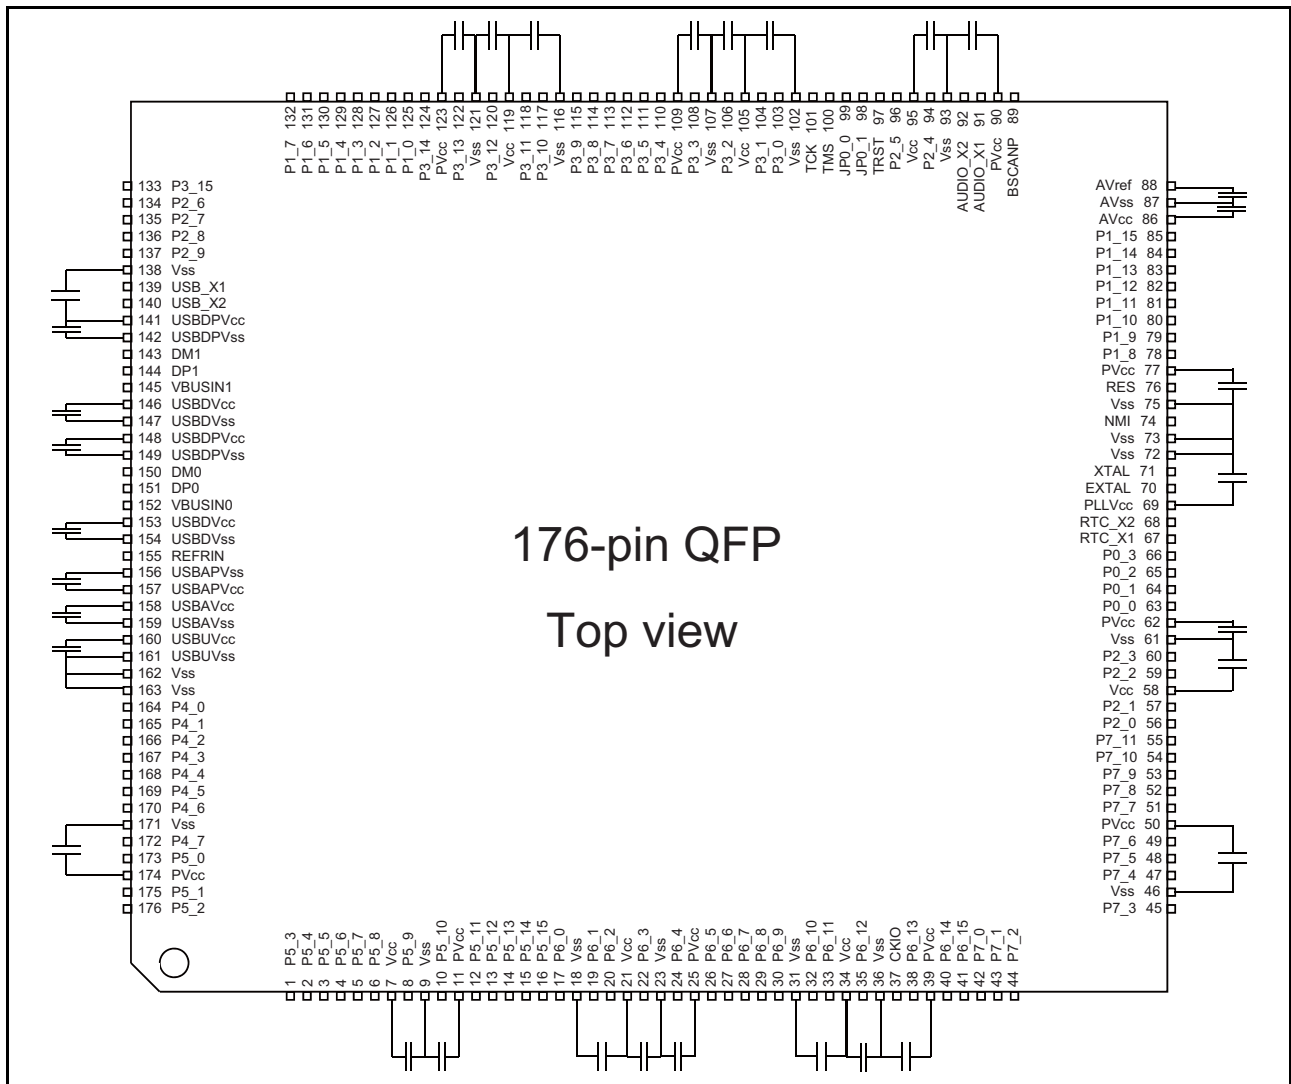 132 P1_7
131 P1_6
130 P1_5
129 P1_4
128 P1_3
127 P1_2
126 P1_1
125 P1_0
124 P3_14
123 PVcc
122 P3_13
121 Vss
120 P3_12
119 Vcc
118 P3_11
117 P3_10
116 Vss
115 P3_9
114 P3_8
113 P3_7
112 P3_6
111 P3_5
110 P3_4
109 PVcc
108 P3_3
107 Vss
106 P3_2
105 Vcc
104 P3_1
103 P3_0
102 Vss
101 TCK
100 TMS
99 JP0_0
98 JP0_1
97 TRST
96 P2_5
95 Vcc
94 P2_4
93 Vss
92 AUDIO_X2
91 AUDIO_X1
90 PVcc
89 BSCANP
133 P3_15
134 P2_6
135 P2_7
136 P2_8
137 P2_9
138 Vss
139 USB_X1
140 USB_X2
141 USBDPVcc
142 USBDPVss
143 DM1
144 DP1
145 VBUSIN1
146 USBDVcc
147 USBDVss
148 USBDPVcc
149 USBDPVss
150 DM0
151 DP0
152 VBUSIN0
153 USBDVcc
154 USBDVss
155 REFRIN
156 USBAPVss
157 USBAPVcc
158 USBAVcc
159 USBAVss
160 USBUVcc
161 USBUVss
162 Vss
163 Vss
164 P4_0
165 P4_1
166 P4_2
167 P4_3
168 P4_4
169 P4_5
170 P4_6
171 Vss
172 P4_7
173 P5_0
174 PVcc
175 P5_1
176 P5_2
176-pin QFP
Top view
AVref 88
AVss 87
AVcc 86
P1_15 85
P1_14 84
P1_13 83
P1_12 82
P1_11 81
P1_10 80
P1_9 79
P1_8 78
PVcc 77
RES 76
Vss 75
NMI 74
Vss 73
Vss 72
XTAL 71
EXTAL 70
PLLVcc 69
RTC_X2 68
RTC_X1 67
P0_3 66
P0_2 65
P0_1 64
P0_0 63
PVcc 62
Vss 61
P2_3 60
P2_2 59
Vcc 58
P2_1 57
P2_0 56
P7_11 55
P7_10 54
P7_9 53
P7_8 52
P7_7 51
PVcc 50
P7_6 49
P7_5 48
P7_4 47
Vss 46
P7_3 45
1 P5_3
2 P5_4
3 P5_5
4 P5_6
5 P5_7
6 P5_8
7 Vcc
8 P5_9
9 Vss
10 P5_10
11 PVcc
12 P5_11
13 P5_12
14 P5_13
15 P5_14
16 P5_15
17 P6_0
18 Vss
19 P6_1
20 P6_2
21 Vcc
22 P6_3
23 Vss
24 P6_4
25 PVcc
26 P6_5
27 P6_6
28 P6_7
29 P6_8
30 P6_9
31 Vss
32 P6_10
33 P6_11
34 Vcc
35 P6_12
36 Vss
37 CKIO
38 P6_13
39 PVcc
40 P6_14
41 P6_15
42 P7_0
43 P7_1
44 P7_2